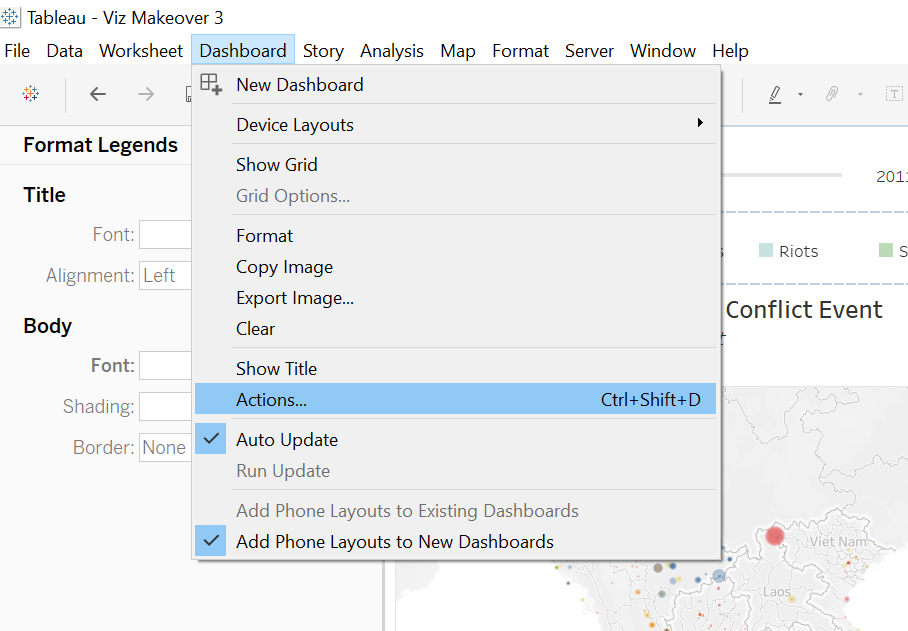 Tableau - Viz Makeover 3
File Data Worksheet Dashboard Story Analysis Map Format Server Window Help
New Dashboard
Format Legends
Device Layouts
Show Grid
Title
Grid Options...
Font:
Format
Alignment: Left
Copy Image
Export Image...
Body
Clear
Font:
Show Title
Shading:
Actions... Ctrl+Shift+D
Border: None
Auto Update
Run Update
Add Phone Layouts to Existing Dashboards
Add Phone Layouts to New Dashboards
2011
Riots
Conflict Event
Viet Nam
Laos